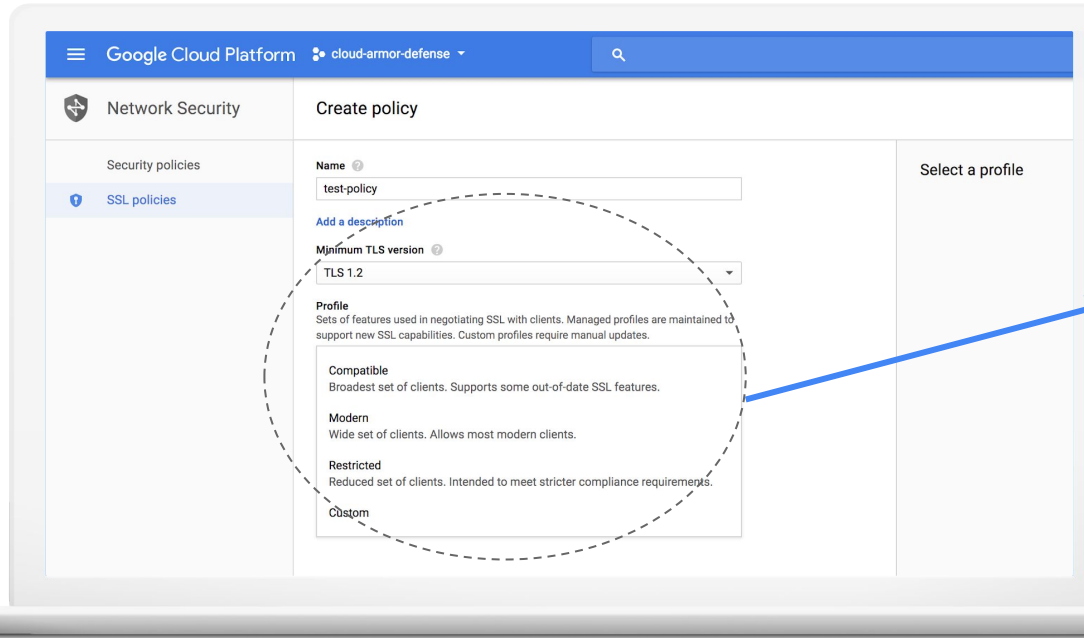 Google Cloud Platform
cloud-armor-defense
Network Security
Create policy
Security policies
SSL policies
Name
test-policy
Add a description
Minimum TLS version
TLS 1.2
Profile
Sets of features used in negotiating SSL with clients. Managed profiles are maintained to
support new SSL capabilities. Custom profiles require manual updates.
Compatible
Broadest set of clients. Supports some out-of-date SSL features.
Modern
Wide set of clients. Allows most modern clients.
Restricted
Reduced set of clients. Intended to meet stricter compliance requirements.
Custom
Select a profile